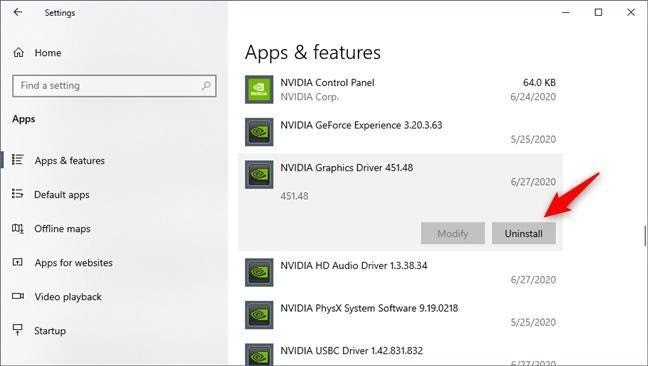 Settings
Home
Find a setting
Apps
Apps & features
Default apps
Offline maps
Apps for websites
Video playback
Startup
Apps & features
NVIDIA Control Panel 64.0 KB
NVIDIA Corp. 6/24/2020
NVIDIA GeForce Experience 3.20.3.63
5/25/2020
NVIDIA Graphics Driver 451.48
6/27/2020
451.48
Modify Uninstall
NVIDIA HD Audio Driver 1.3.38.34
6/27/2020
NVIDIA PhysX System Software 9.19.0218
5/25/2020
NVIDIA USBC Driver 1.42.831.832
6/27/2020